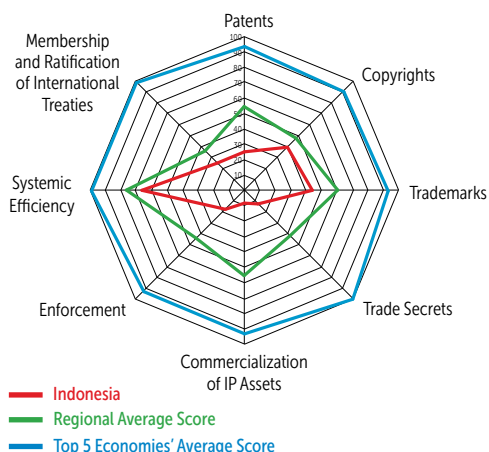 Patents
Membership
and Ratification
of International
Treaties
Copyrights
100
90
80
70
60
50
40
30
20
10
Systemic
Efficiency
Trademarks
Enforcement
Trade Secrets
Commercialization
of IP Assets
Indonesia
Regional Average Score
Top 5 Economies' Average Score